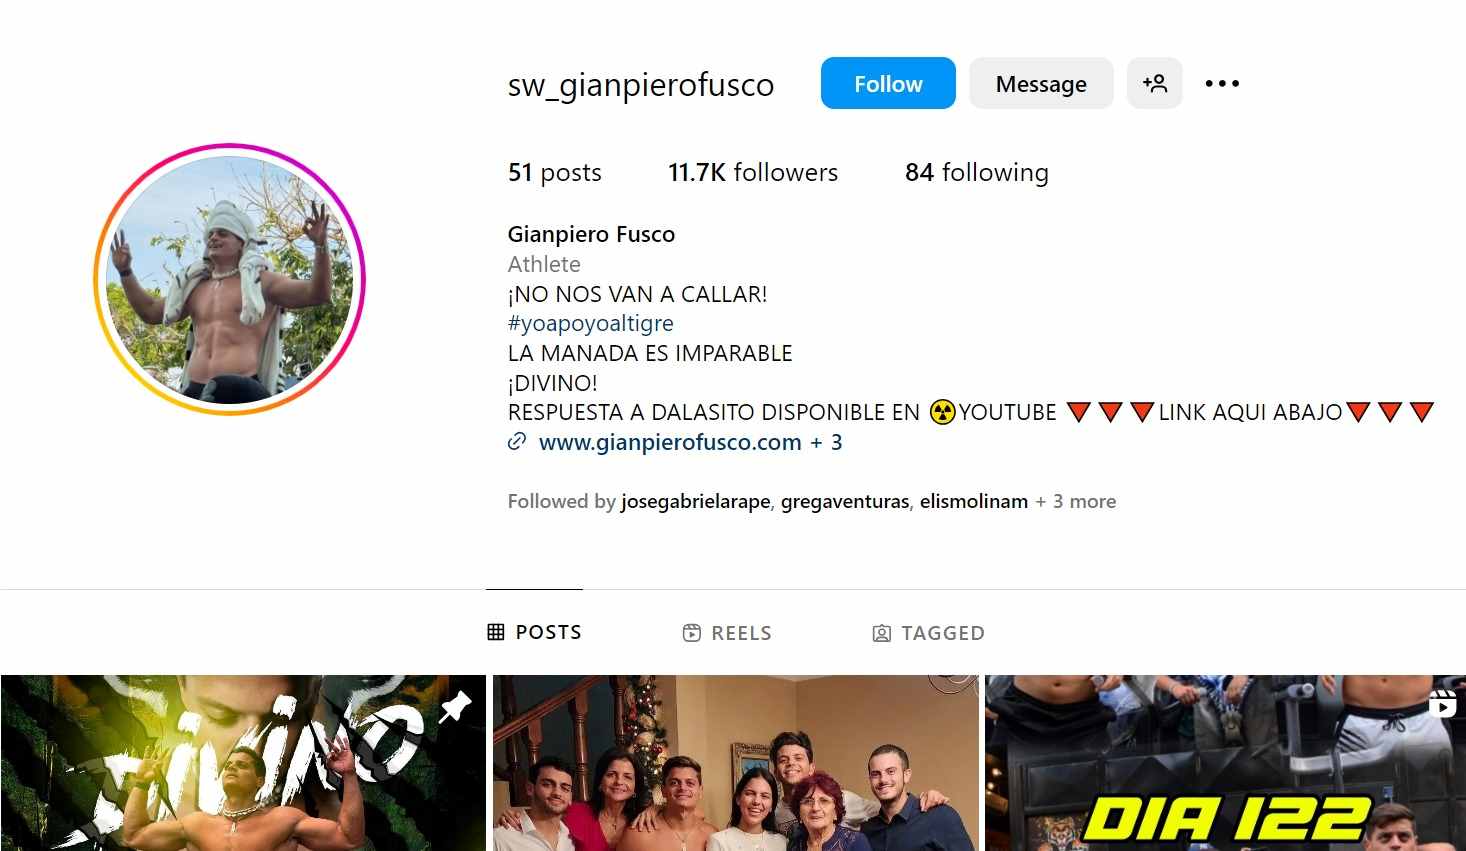 sw_gianpierofusco Follow Message
51 posts 11.7K followers 84 following
Gianpiero Fusco
Athlete
¡NO NOS VAN A CALLAR!
#yoapoyoaltigre
LA MANADA ES IMPARABLE
¡DIVINO!
RESPUESTA A DALASITO DISPONIBLE EN ☢YOUTUBE 🔻🔻🔻LINK AQUI ABAJO🔻🔻🔻
www.gianpierofusco.com + 3
Followed by josegabrielarape, gregaventuras, elismolinam + 3 more
POSTS REELS TAGGED
DIVINO
DIA 122